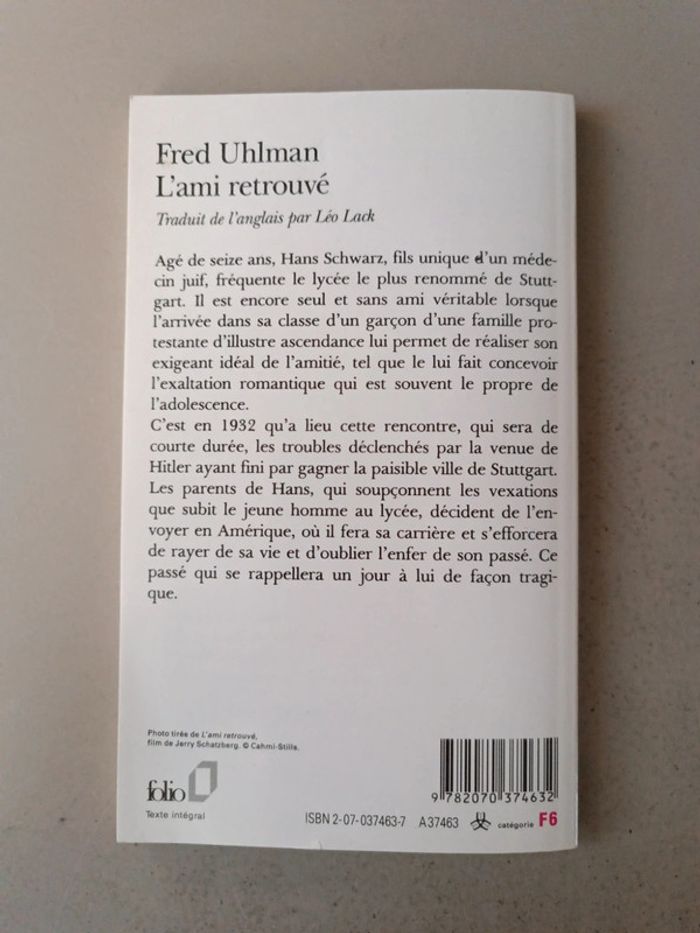 Fred Uhlman
L'ami retrouvé
Traduit de l'anglais par Léo Lack
Agé de seize ans, Hans Schwarz, fils unique d'un méde-
cin juif, fréquente le lycée le plus renommé de Stutt-
gart. Il est encore seul et sans ami véritable lorsque
l'arrivée dans sa classe d'un garçon d'une famille pro-
testante d'illustre ascendance lui permet de réaliser son
exigeant idéal de l'amitié, tel que le lui fait concevoir
l'exaltation romantique qui est souvent le propre de
l'adolescence.
C'est en 1932 qu'a lieu cette rencontre, qui sera de
courte durée, les troubles déclenchés par la venue de
Hitler ayant fini par gagner la paisible ville de Stuttgart.
Les parents de Hans, qui soupçonnent les vexations
que subit le jeune homme au lycée, décident de l'en-
voyer en Amérique, où il fera sa carrière et s'efforcera
de rayer de sa vie et d'oublier l'enfer de son passé. Ce
passé qui se rappellera un jour à lui de façon tragi-
que.
Photo tirée de L'ami retrouvé,
film de Jerry Schatzberg. © Cahmi-Stills.
folio
Texte intégral
9 782070 374632
ISBN 2-07-037463-7 A 37463 catégorie F6